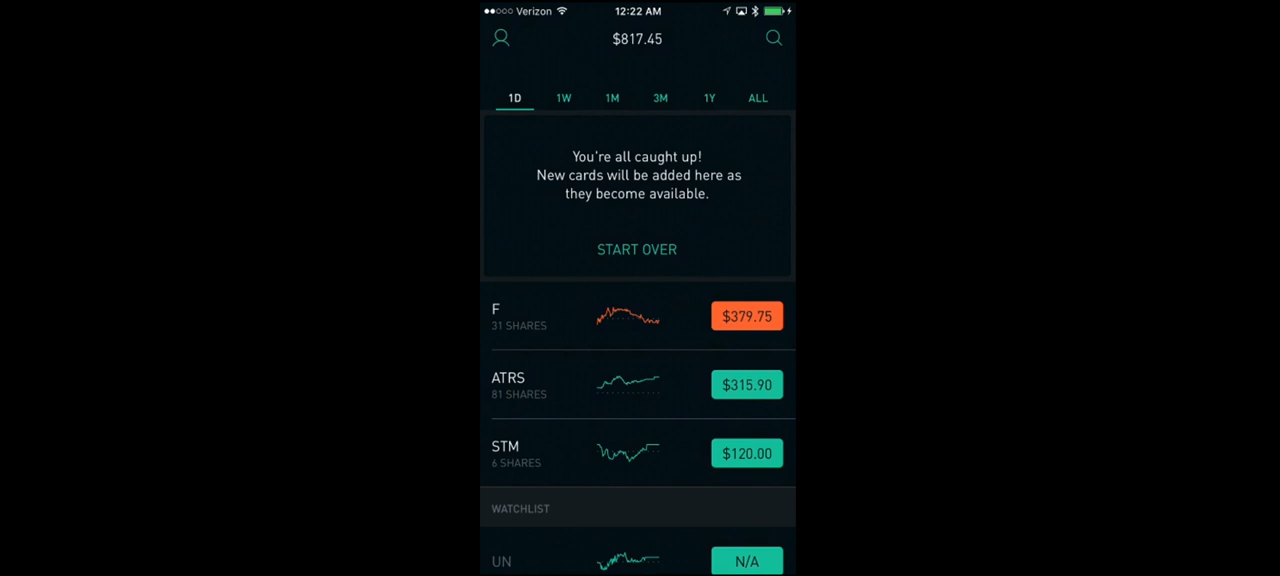 Verizon 12:22 AM
$817.45
1D 1W 1M 3M 1Y ALL
You're all caught up!
New cards will be added here as
they become available.
START OVER
F
31 SHARES
$379.75
ATRS
81 SHARES
$315.90
STM
6 SHARES
$120.00
WATCHLIST
UN
N/A